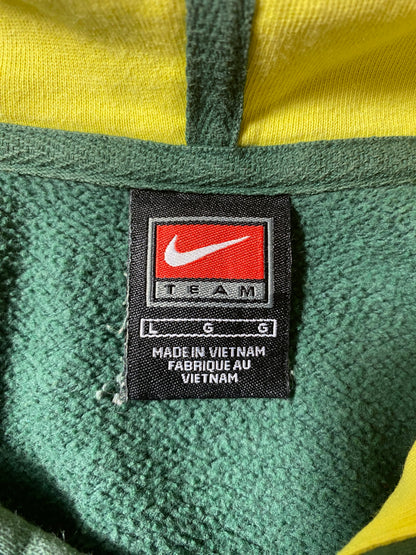 TEAM
L G G
MADE IN VIETNAM
FABRIQUE AU
VIETNAM